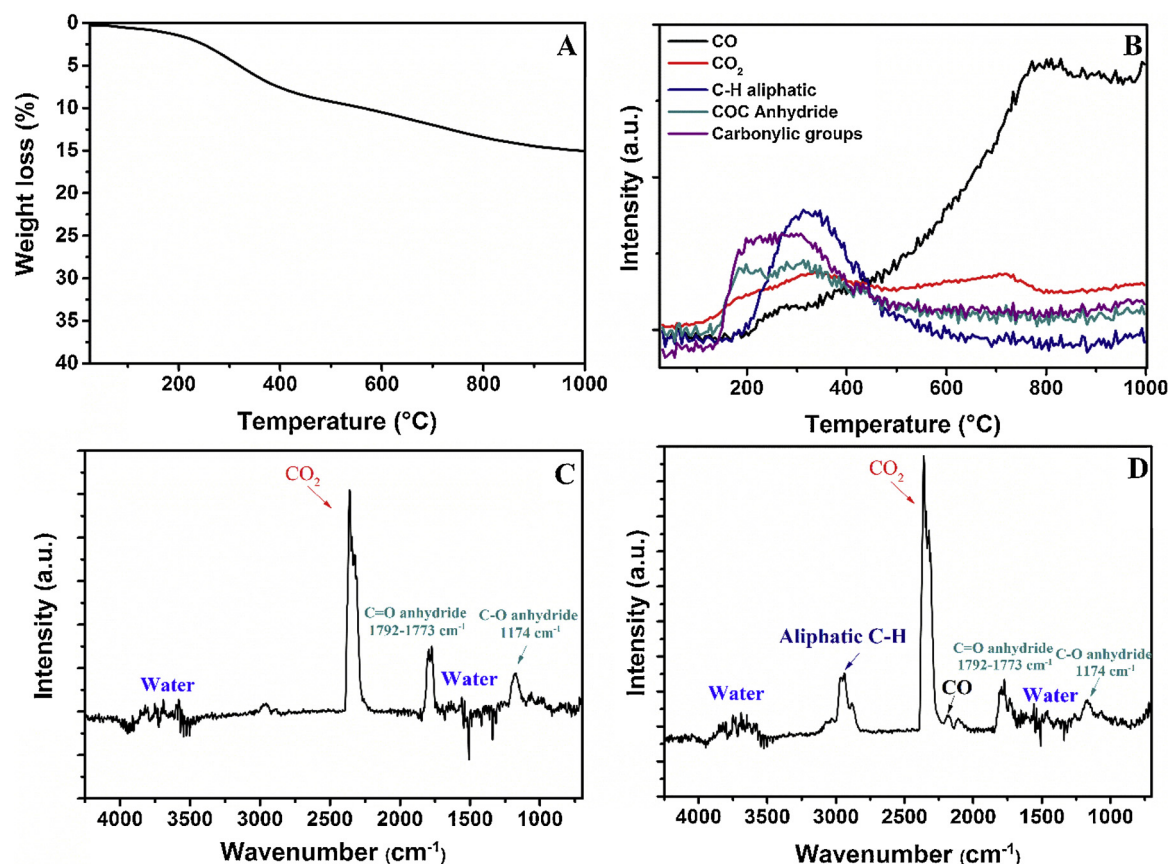 A
0
5
10
15
20
25
30
35
40
Weight loss (%)
200
400
600
800
1000
Temperature (°C)
B
CO
CO2
C-H aliphatic
COC Anhydride
Carbonylic groups
Intensity (a.u.)
200
400
600
800
1000
Temperature (°C)
C
CO2
C=O anhydride
1792-1773 cm-1
C-O anhydride
1174 cm-1
Water
Water
Intensity (a.u.)
4000
3500
3000
2500
2000
1500
1000
Wavenumber (cm-1)
D
CO2
Aliphatic C-H
C=O anhydride
1792-1773 cm-1
C-O anhydride
1174 cm-1
Water
CO
Water
Intensity (a.u.)
4000
3500
3000
2500
2000
1500
1000
Wavenumber (cm-1)